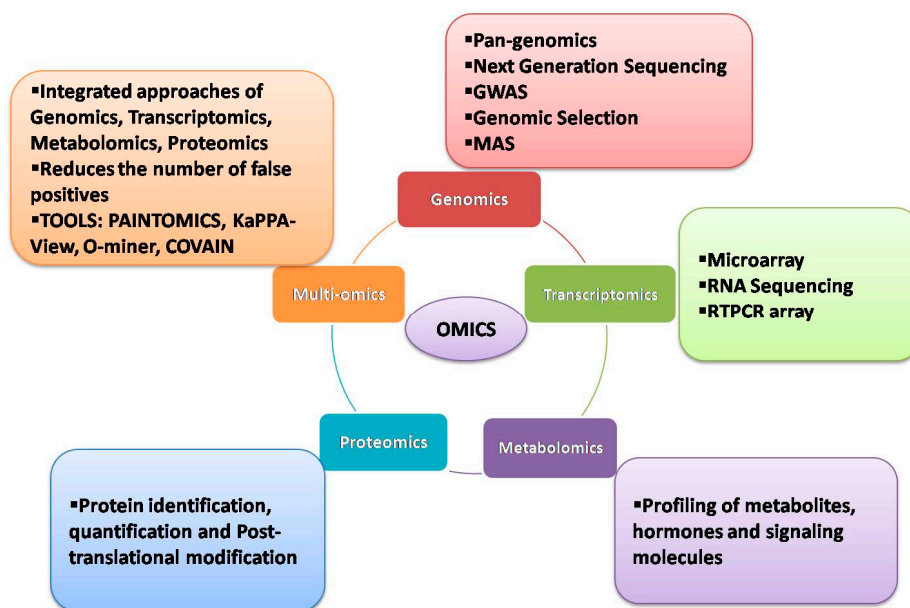 ▪Pan-genomics
▪Next Generation Sequencing
▪GWAS
▪Genomic Selection
▪MAS
▪Integrated approaches of
Genomics, Transcriptomics,
Metabolomics, Proteomics
▪Reduces the number of false
positives
▪TOOLS: PAINTOMICS, KaPPA-
View, O-miner, COVAIN
Genomics
Multi-omics
Transcriptomics
OMICS
▪Microarray
▪RNA Sequencing
▪RTPCR array
Proteomics
Metabolomics
▪Protein identification,
quantification and Post-
translational modification
▪Profiling of metabolites,
hormones and signaling
molecules